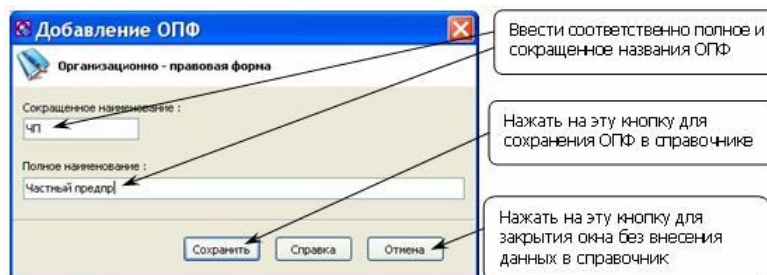 Добавление ОПФ
Организационно - правовая форма
Сокращенное наименование :
ЧП
Полное наименование :
Частный предпр
Сохранить
Справка
Отмена
Ввести соответственно полное и
сокращенное названия ОПФ
Нажать на эту кнопку для
сохранения ОПФ в справочнике
Нажать на эту кнопку для
закрытия окна без внесения
данных в справочник